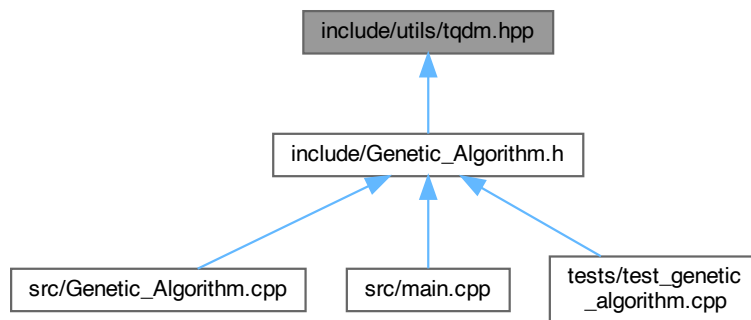 include/utils/tqdm.hpp
include/Genetic_Algorithm.h
src/Genetic_Algorithm.cpp
src/main.cpp
tests/test_genetic
_algorithm.cpp